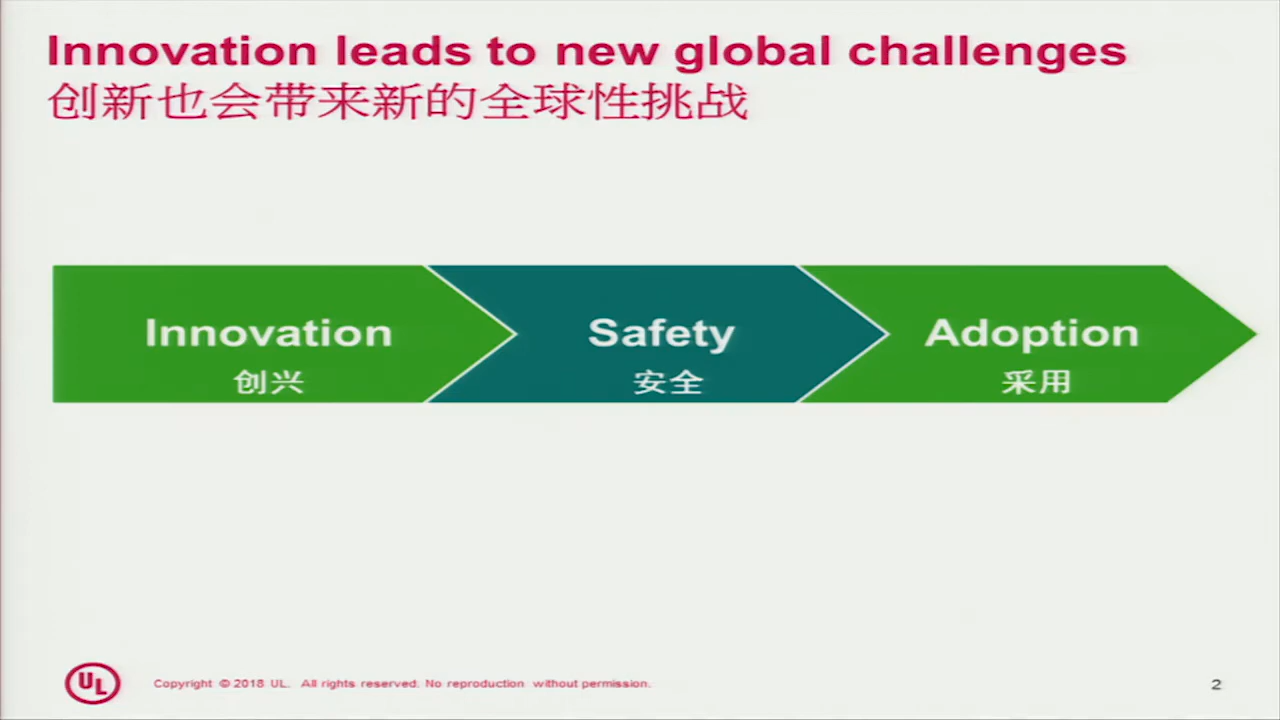 Innovation leads to new global challenges
创新也会带来新的全球性挑战
Innovation
创兴
Safety
安全
Adoption
采用
UL
Copyright © 2018 UL. All rights reserved. No reproduction without permission.
2